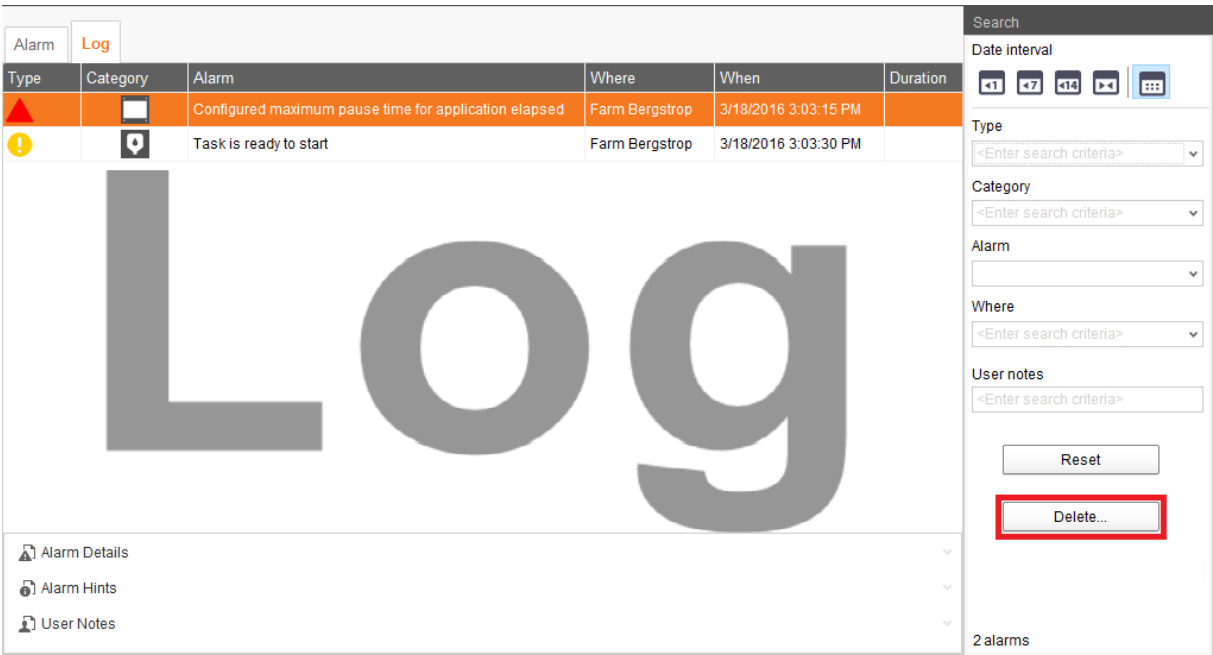 Alarm Log
Type Category Alarm Where When Duration
Configured maximum pause time for application elapsed Farm Bergstrop 3/18/2016 3:03:15 PM
Task is ready to start Farm Bergstrop 3/18/2016 3:03:30 PM
Log
Alarm Details
Alarm Hints
User Notes
Search
Date interval
1 7 14
Type
<Enter search criteria>
Category
<Enter search criteria>
Alarm
Where
<Enter search criteria>
User notes
<Enter search criteria>
Reset
Delete...
2 alarms